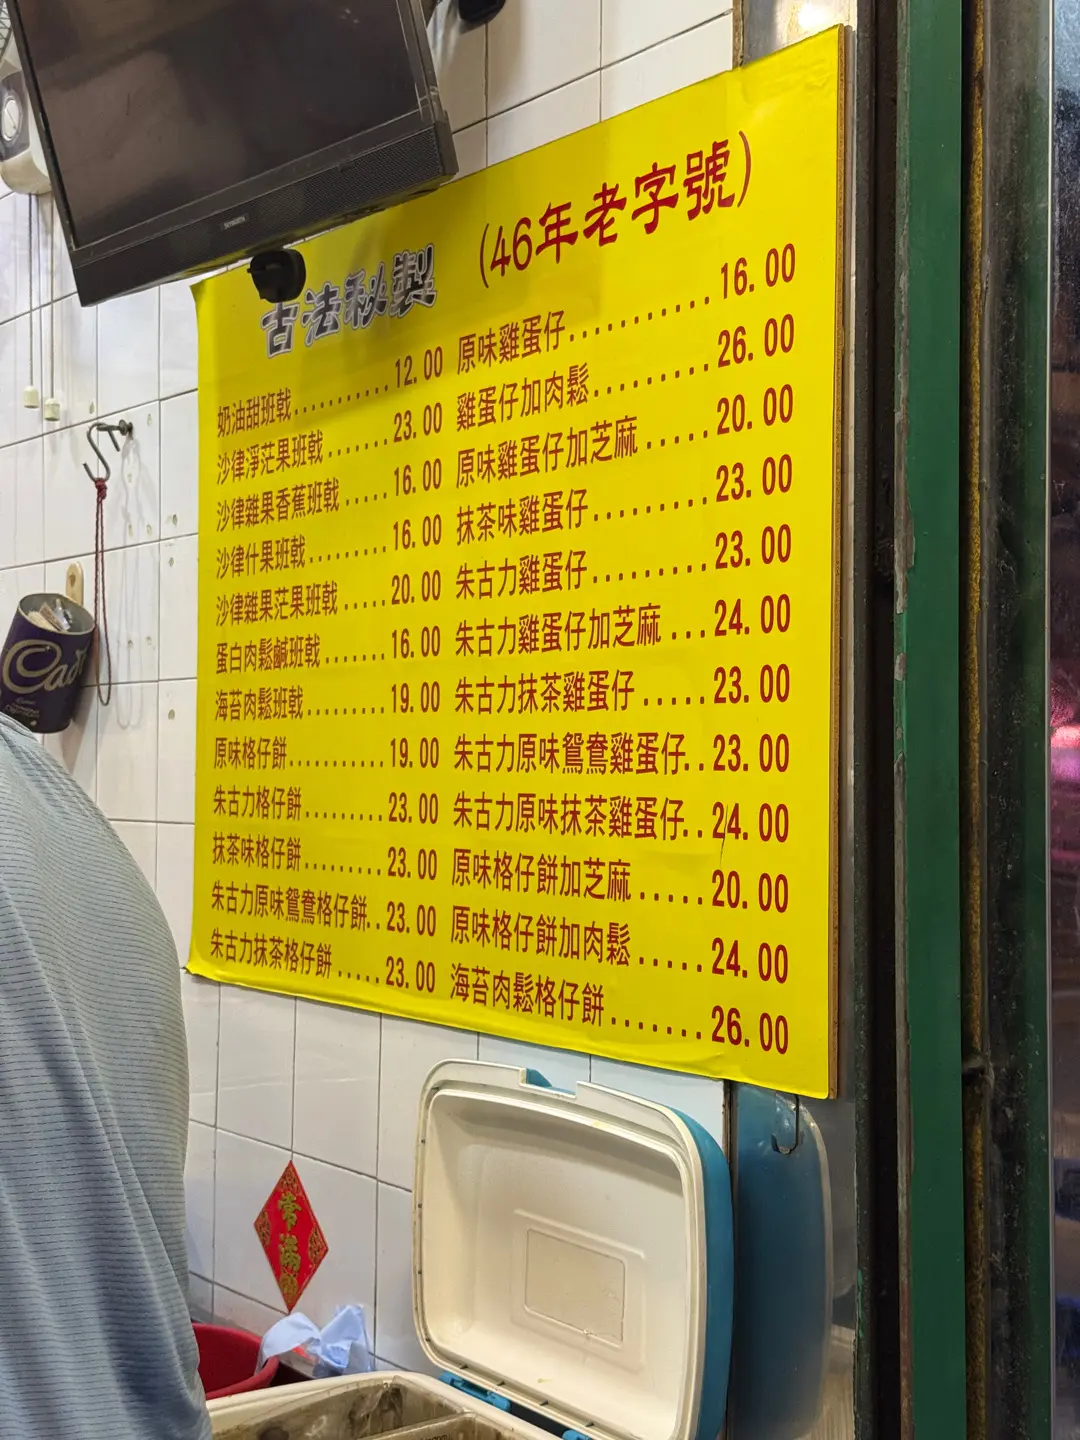 古法秘製 (46年老字號)
奶油甜班戟..........12.00
沙律淨茫果班戟.......23.00
沙律雜果香蕉班戟.....16.00
沙律什果班戟.........16.00
沙律雜果茫果班戟.....20.00
蛋白肉鬆鹹班戟.......16.00
海苔肉鬆班戟.........19.00
原味格仔餅...........19.00
朱古力格仔餅.........23.00
抹茶味格仔餅.........23.00
朱古力原味鴛鴦格仔餅..23.00
朱古力抹茶格仔餅.....23.00
原味雞蛋仔...........16.00
雞蛋仔加肉鬆.........26.00
原味雞蛋仔加芝麻.....20.00
抹茶味雞蛋仔.........23.00
朱古力雞蛋仔.........23.00
朱古力雞蛋仔加芝麻...24.00
朱古力抹茶雞蛋仔.....23.00
朱古力原味鴛鴦雞蛋仔..23.00
朱古力原味抹茶雞蛋仔..24.00
原味格仔餅加芝麻.....20.00
原味格仔餅加肉鬆.....24.00
海苔肉鬆格仔餅.......26.00
Cad
常滿